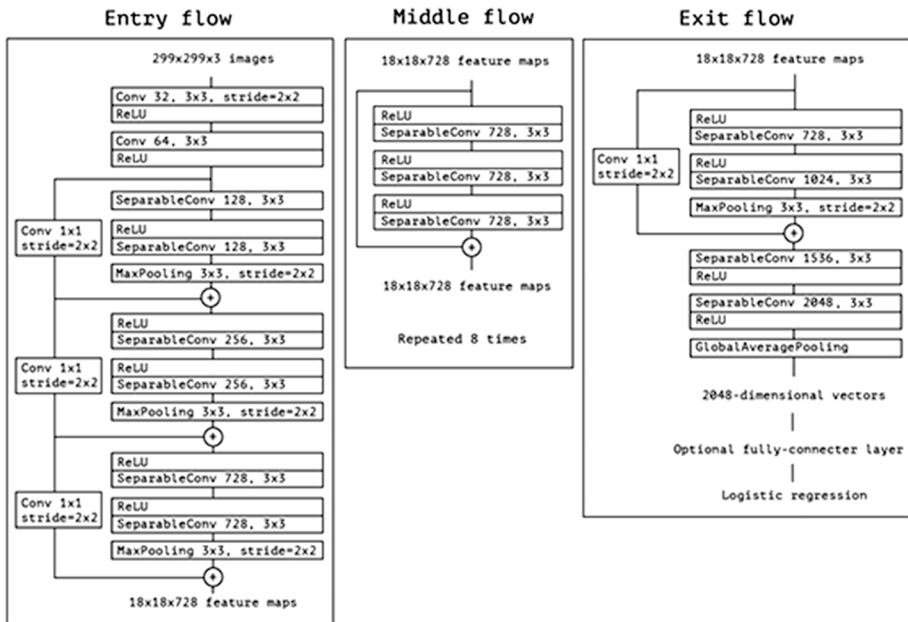 Entry flow
299x299x3 images
Conv 32, 3x3, stride=2x2
ReLU
Conv 64, 3x3
ReLU
SeparableConv 128, 3x3
Conv 1x1
stride=2x2
ReLU
SeparableConv 128, 3x3
MaxPooling 3x3, stride=2x2
+
ReLU
SeparableConv 256, 3x3
Conv 1x1
stride=2x2
ReLU
SeparableConv 256, 3x3
MaxPooling 3x3, stride=2x2
+
ReLU
SeparableConv 728, 3x3
Conv 1x1
stride=2x2
ReLU
SeparableConv 728, 3x3
MaxPooling 3x3, stride=2x2
+
18x18x728 feature maps
Middle flow
18x18x728 feature maps
ReLU
SeparableConv 728, 3x3
ReLU
SeparableConv 728, 3x3
ReLU
SeparableConv 728, 3x3
+
18x18x728 feature maps
Repeated 8 times
Exit flow
18x18x728 feature maps
ReLU
SeparableConv 728, 3x3
Conv 1x1
stride=2x2
ReLU
SeparableConv 1024, 3x3
MaxPooling 3x3, stride=2x2
+
SeparableConv 1536, 3x3
ReLU
SeparableConv 2048, 3x3
ReLU
GlobalAveragePooling
2048-dimensional vectors
Optional fully-connecter layer
Logistic regression